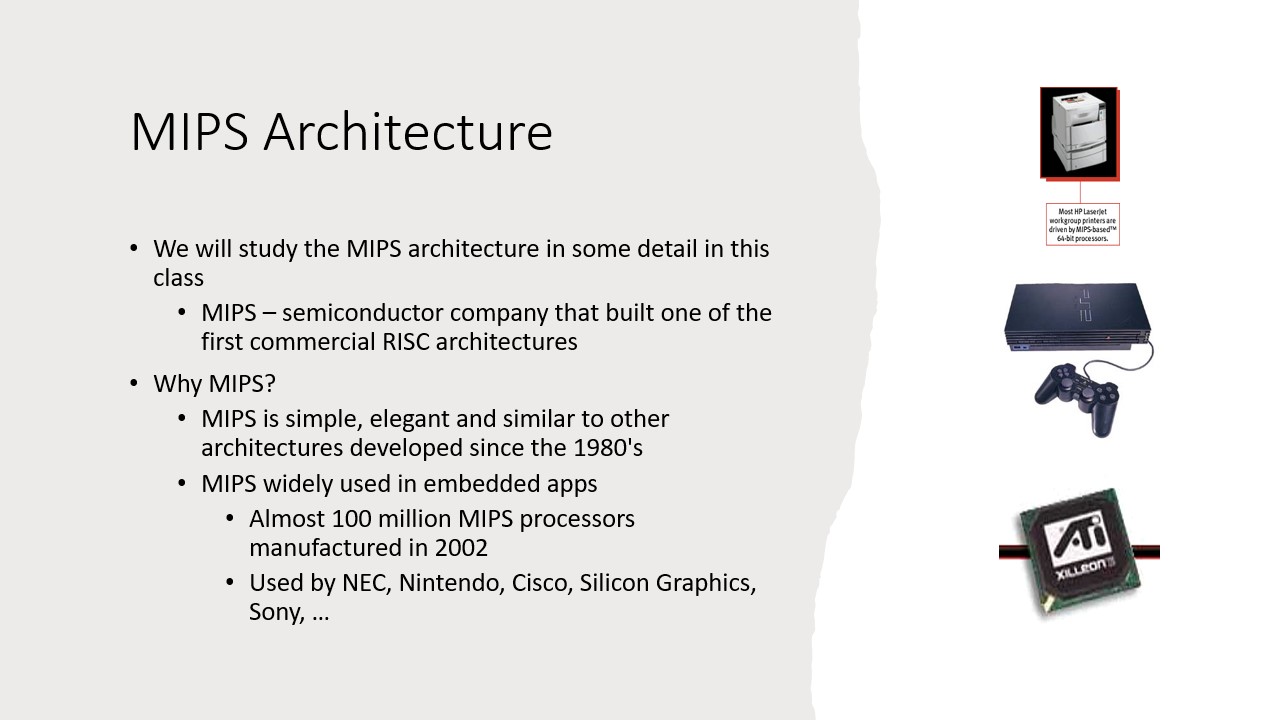 MIPS Architecture
• We will study the MIPS architecture in some detail in this
class
• MIPS – semiconductor company that built one of the
first commercial RISC architectures
• Why MIPS?
• MIPS is simple, elegant and similar to other
architectures developed since the 1980's
• MIPS widely used in embedded apps
• Almost 100 million MIPS processors
manufactured in 2002
• Used by NEC, Nintendo, Cisco, Silicon Graphics,
Sony, …
Most HP LaserJet
workgroup printers are
driven by MIPS-based™
64-bit processors.
PS2
ATi
XILLeon